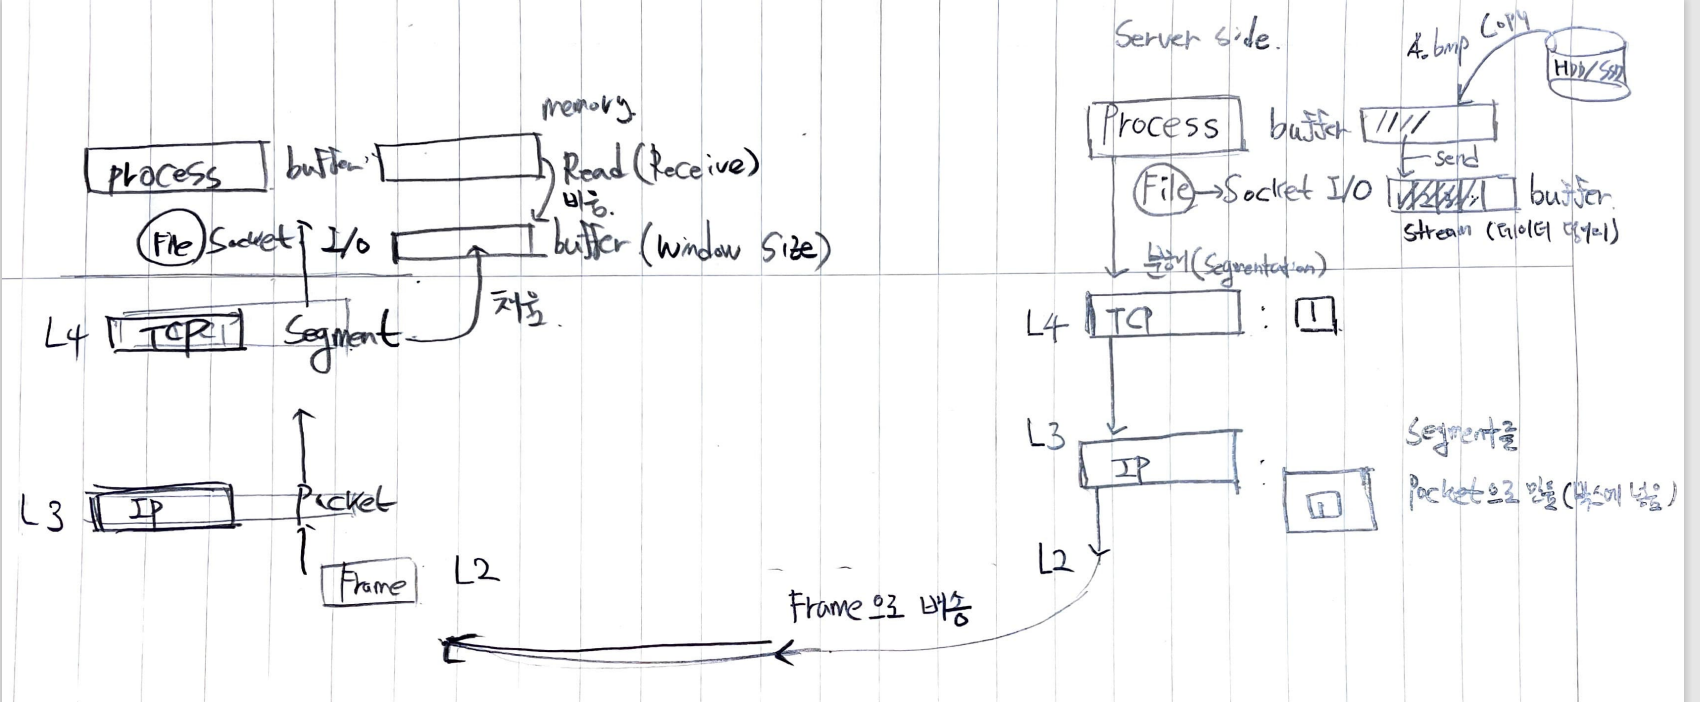 memory
process
buffer
Read (Receive)
비움.
File
Socket I/O
buffer (Window Size)
채움.
L4
TCP
Segment
L3
IP
Packet
Frame
L2
Server side.
A.bmp
Copy
HDD/SSD
Process
buffer
send
File
Socket I/O
buffer.
stream (데이터 덩어리)
분해 (Segmentation)
L4
TCP
:
L3
IP
:
Segment를
Packet으로 만듦 (박스에 넣음)
L2
Frame으로 배송